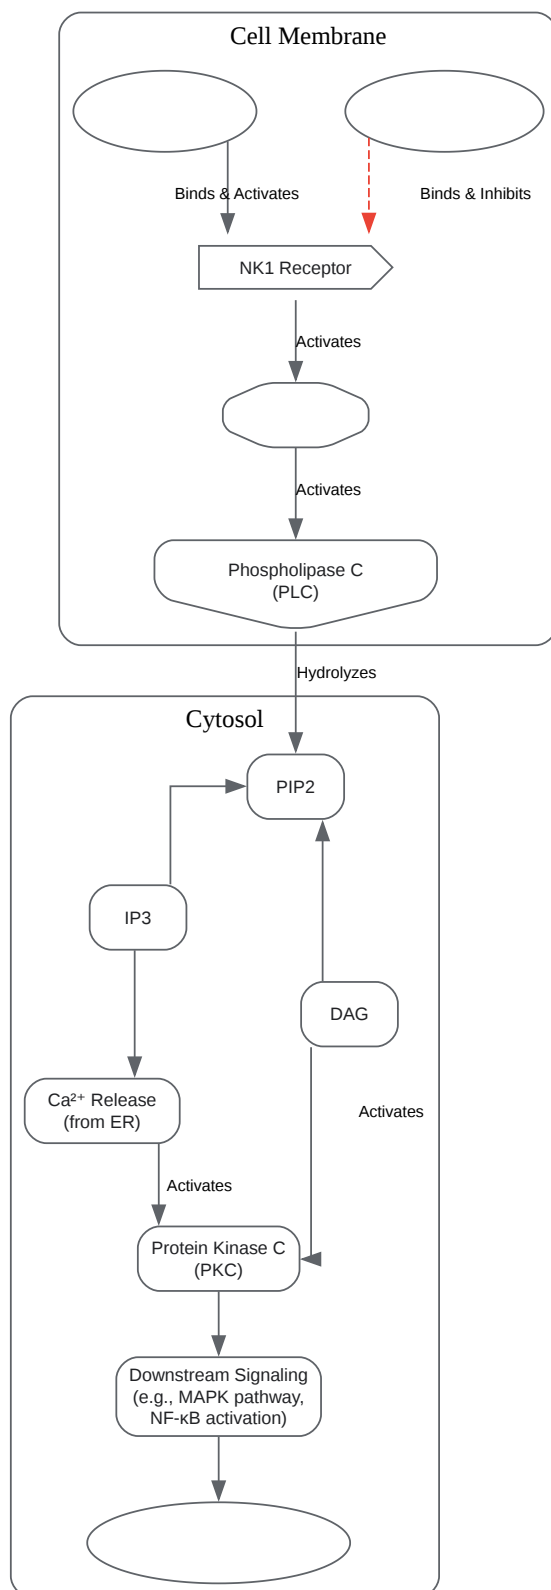 Cell Membrane
Binds & Activates
Binds & Inhibits
NK1 Receptor
Activates
Activates
Phospholipase C
(PLC)
Hydrolyzes
Cytosol
PIP2
IP3
DAG
Ca²⁺ Release
(from ER)
Activates
Activates
Protein Kinase C
(PKC)
Downstream Signaling
(e.g., MAPK pathway,
NF-κB activation)